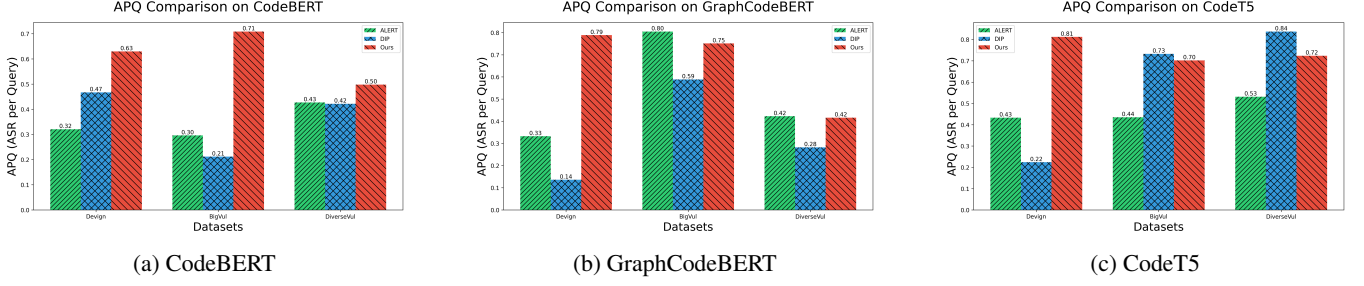 APQ Comparison on CodeBERT
APQ (ASR per Query)
0.7
0.6
0.5
0.4
0.3
0.2
0.1
0.0
ALERT
DIP
Ours
0.32
0.47
0.63
0.30
0.21
0.71
0.43
0.42
0.50
Devign
BigVul
DiverseVul
Datasets
(a) CodeBERT
APQ Comparison on GraphCodeBERT
APQ (ASR per Query)
0.8
0.7
0.6
0.5
0.4
0.3
0.2
0.1
0.0
ALERT
DIP
Ours
0.33
0.14
0.79
0.80
0.59
0.75
0.42
0.28
0.42
Devign
BigVul
DiverseVul
Datasets
(b) GraphCodeBERT
APQ Comparison on CodeT5
APQ (ASR per Query)
0.8
0.7
0.6
0.5
0.4
0.3
0.2
0.1
0.0
ALERT
DIP
Ours
0.43
0.22
0.81
0.44
0.73
0.70
0.53
0.84
0.72
Devign
BigVul
DiverseVul
Datasets
(c) CodeT5